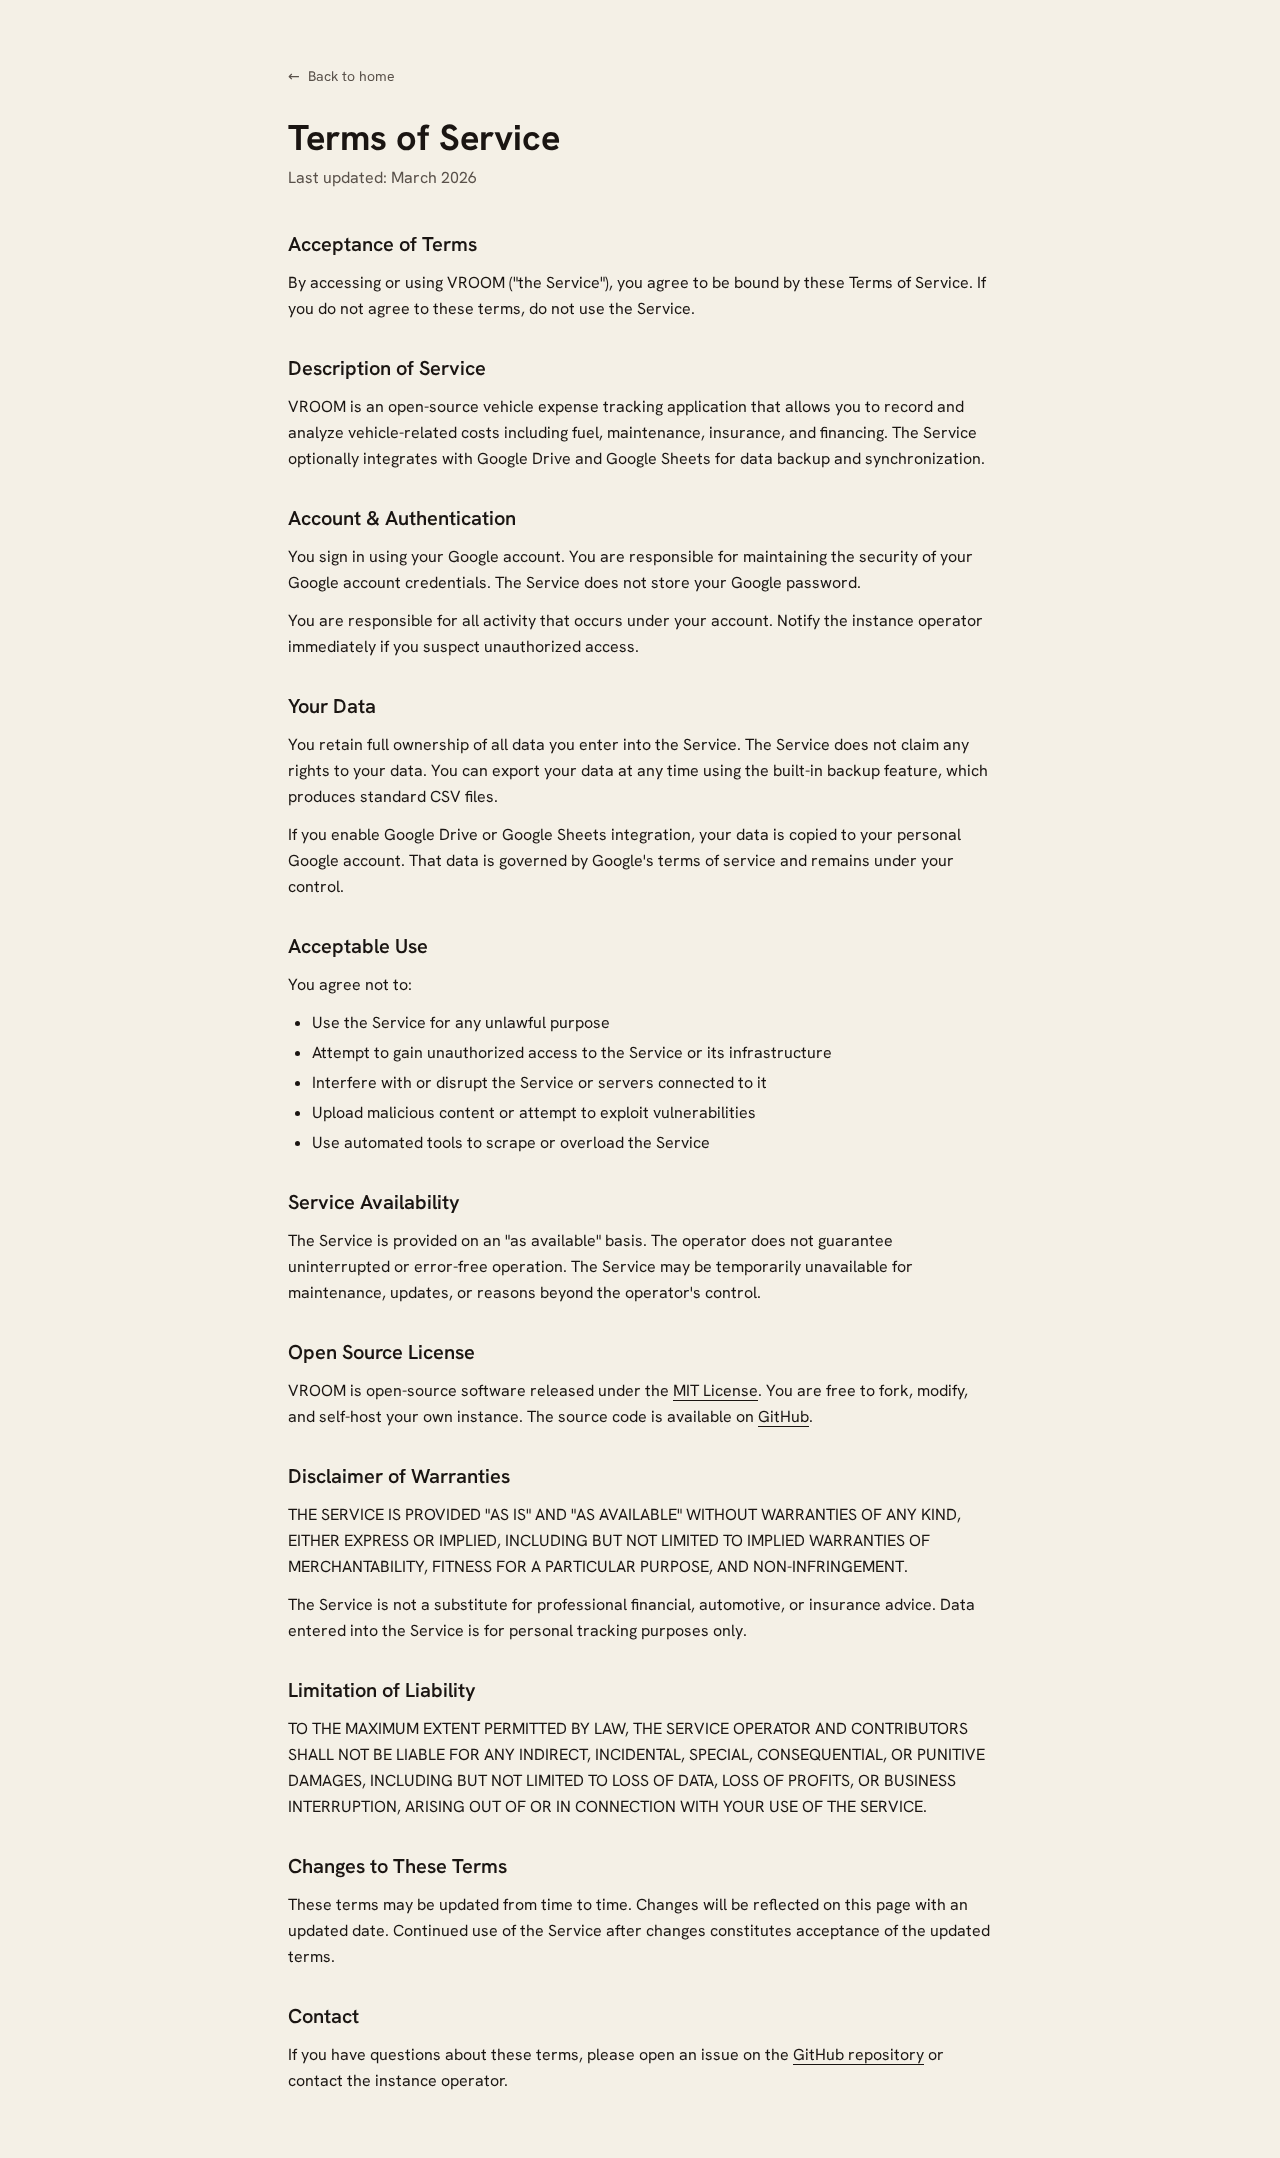 ← Back to home
Terms of Service
Last updated: March 2026
Acceptance of Terms
By accessing or using VROOM ("the Service"), you agree to be bound by these Terms of Service. If
you do not agree to these terms, do not use the Service.
Description of Service
VROOM is an open-source vehicle expense tracking application that allows you to record and
analyze vehicle-related costs including fuel, maintenance, insurance, and financing. The Service
optionally integrates with Google Drive and Google Sheets for data backup and synchronization.
Account & Authentication
You sign in using your Google account. You are responsible for maintaining the security of your
Google account credentials. The Service does not store your Google password.
You are responsible for all activity that occurs under your account. Notify the instance operator
immediately if you suspect unauthorized access.
Your Data
You retain full ownership of all data you enter into the Service. The Service does not claim any
rights to your data. You can export your data at any time using the built-in backup feature, which
produces standard CSV files.
If you enable Google Drive or Google Sheets integration, your data is copied to your personal
Google account. That data is governed by Google's terms of service and remains under your
control.
Acceptable Use
You agree not to:
• Use the Service for any unlawful purpose
• Attempt to gain unauthorized access to the Service or its infrastructure
• Interfere with or disrupt the Service or servers connected to it
• Upload malicious content or attempt to exploit vulnerabilities
• Use automated tools to scrape or overload the Service
Service Availability
The Service is provided on an "as available" basis. The operator does not guarantee
uninterrupted or error-free operation. The Service may be temporarily unavailable for
maintenance, updates, or reasons beyond the operator's control.
Open Source License
VROOM is open-source software released under the MIT License. You are free to fork, modify,
and self-host your own instance. The source code is available on GitHub.
Disclaimer of Warranties
THE SERVICE IS PROVIDED "AS IS" AND "AS AVAILABLE" WITHOUT WARRANTIES OF ANY KIND,
EITHER EXPRESS OR IMPLIED, INCLUDING BUT NOT LIMITED TO IMPLIED WARRANTIES OF
MERCHANTABILITY, FITNESS FOR A PARTICULAR PURPOSE, AND NON-INFRINGEMENT.
The Service is not a substitute for professional financial, automotive, or insurance advice. Data
entered into the Service is for personal tracking purposes only.
Limitation of Liability
TO THE MAXIMUM EXTENT PERMITTED BY LAW, THE SERVICE OPERATOR AND CONTRIBUTORS
SHALL NOT BE LIABLE FOR ANY INDIRECT, INCIDENTAL, SPECIAL, CONSEQUENTIAL, OR PUNITIVE
DAMAGES, INCLUDING BUT NOT LIMITED TO LOSS OF DATA, LOSS OF PROFITS, OR BUSINESS
INTERRUPTION, ARISING OUT OF OR IN CONNECTION WITH YOUR USE OF THE SERVICE.
Changes to These Terms
These terms may be updated from time to time. Changes will be reflected on this page with an
updated date. Continued use of the Service after changes constitutes acceptance of the updated
terms.
Contact
If you have questions about these terms, please open an issue on the GitHub repository or
contact the instance operator.